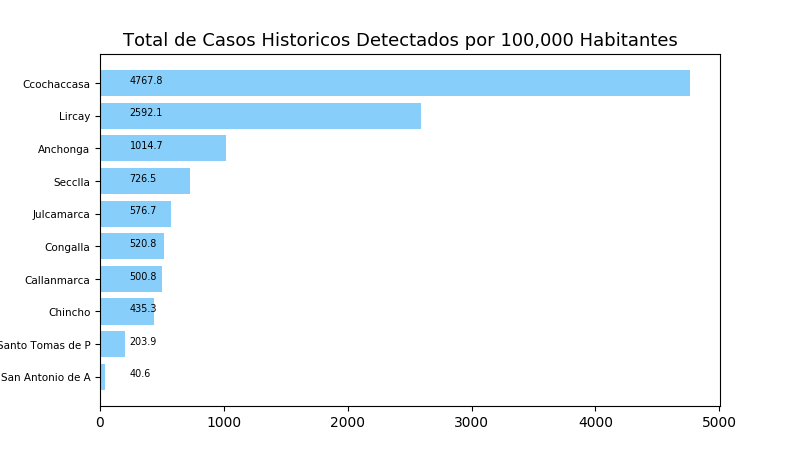 Total de Casos Historicos Detectados por 100,000 Habitantes
Ccochaccasa 4767.8
Lircay 2592.1
Anchonga 1014.7
Secclla 726.5
Julcamarca 576.7
Congalla 520.8
Callanmarca 500.8
Chincho 435.3
Santo Tomas de P 203.9
San Antonio de A 40.6
0 1000 2000 3000 4000 5000